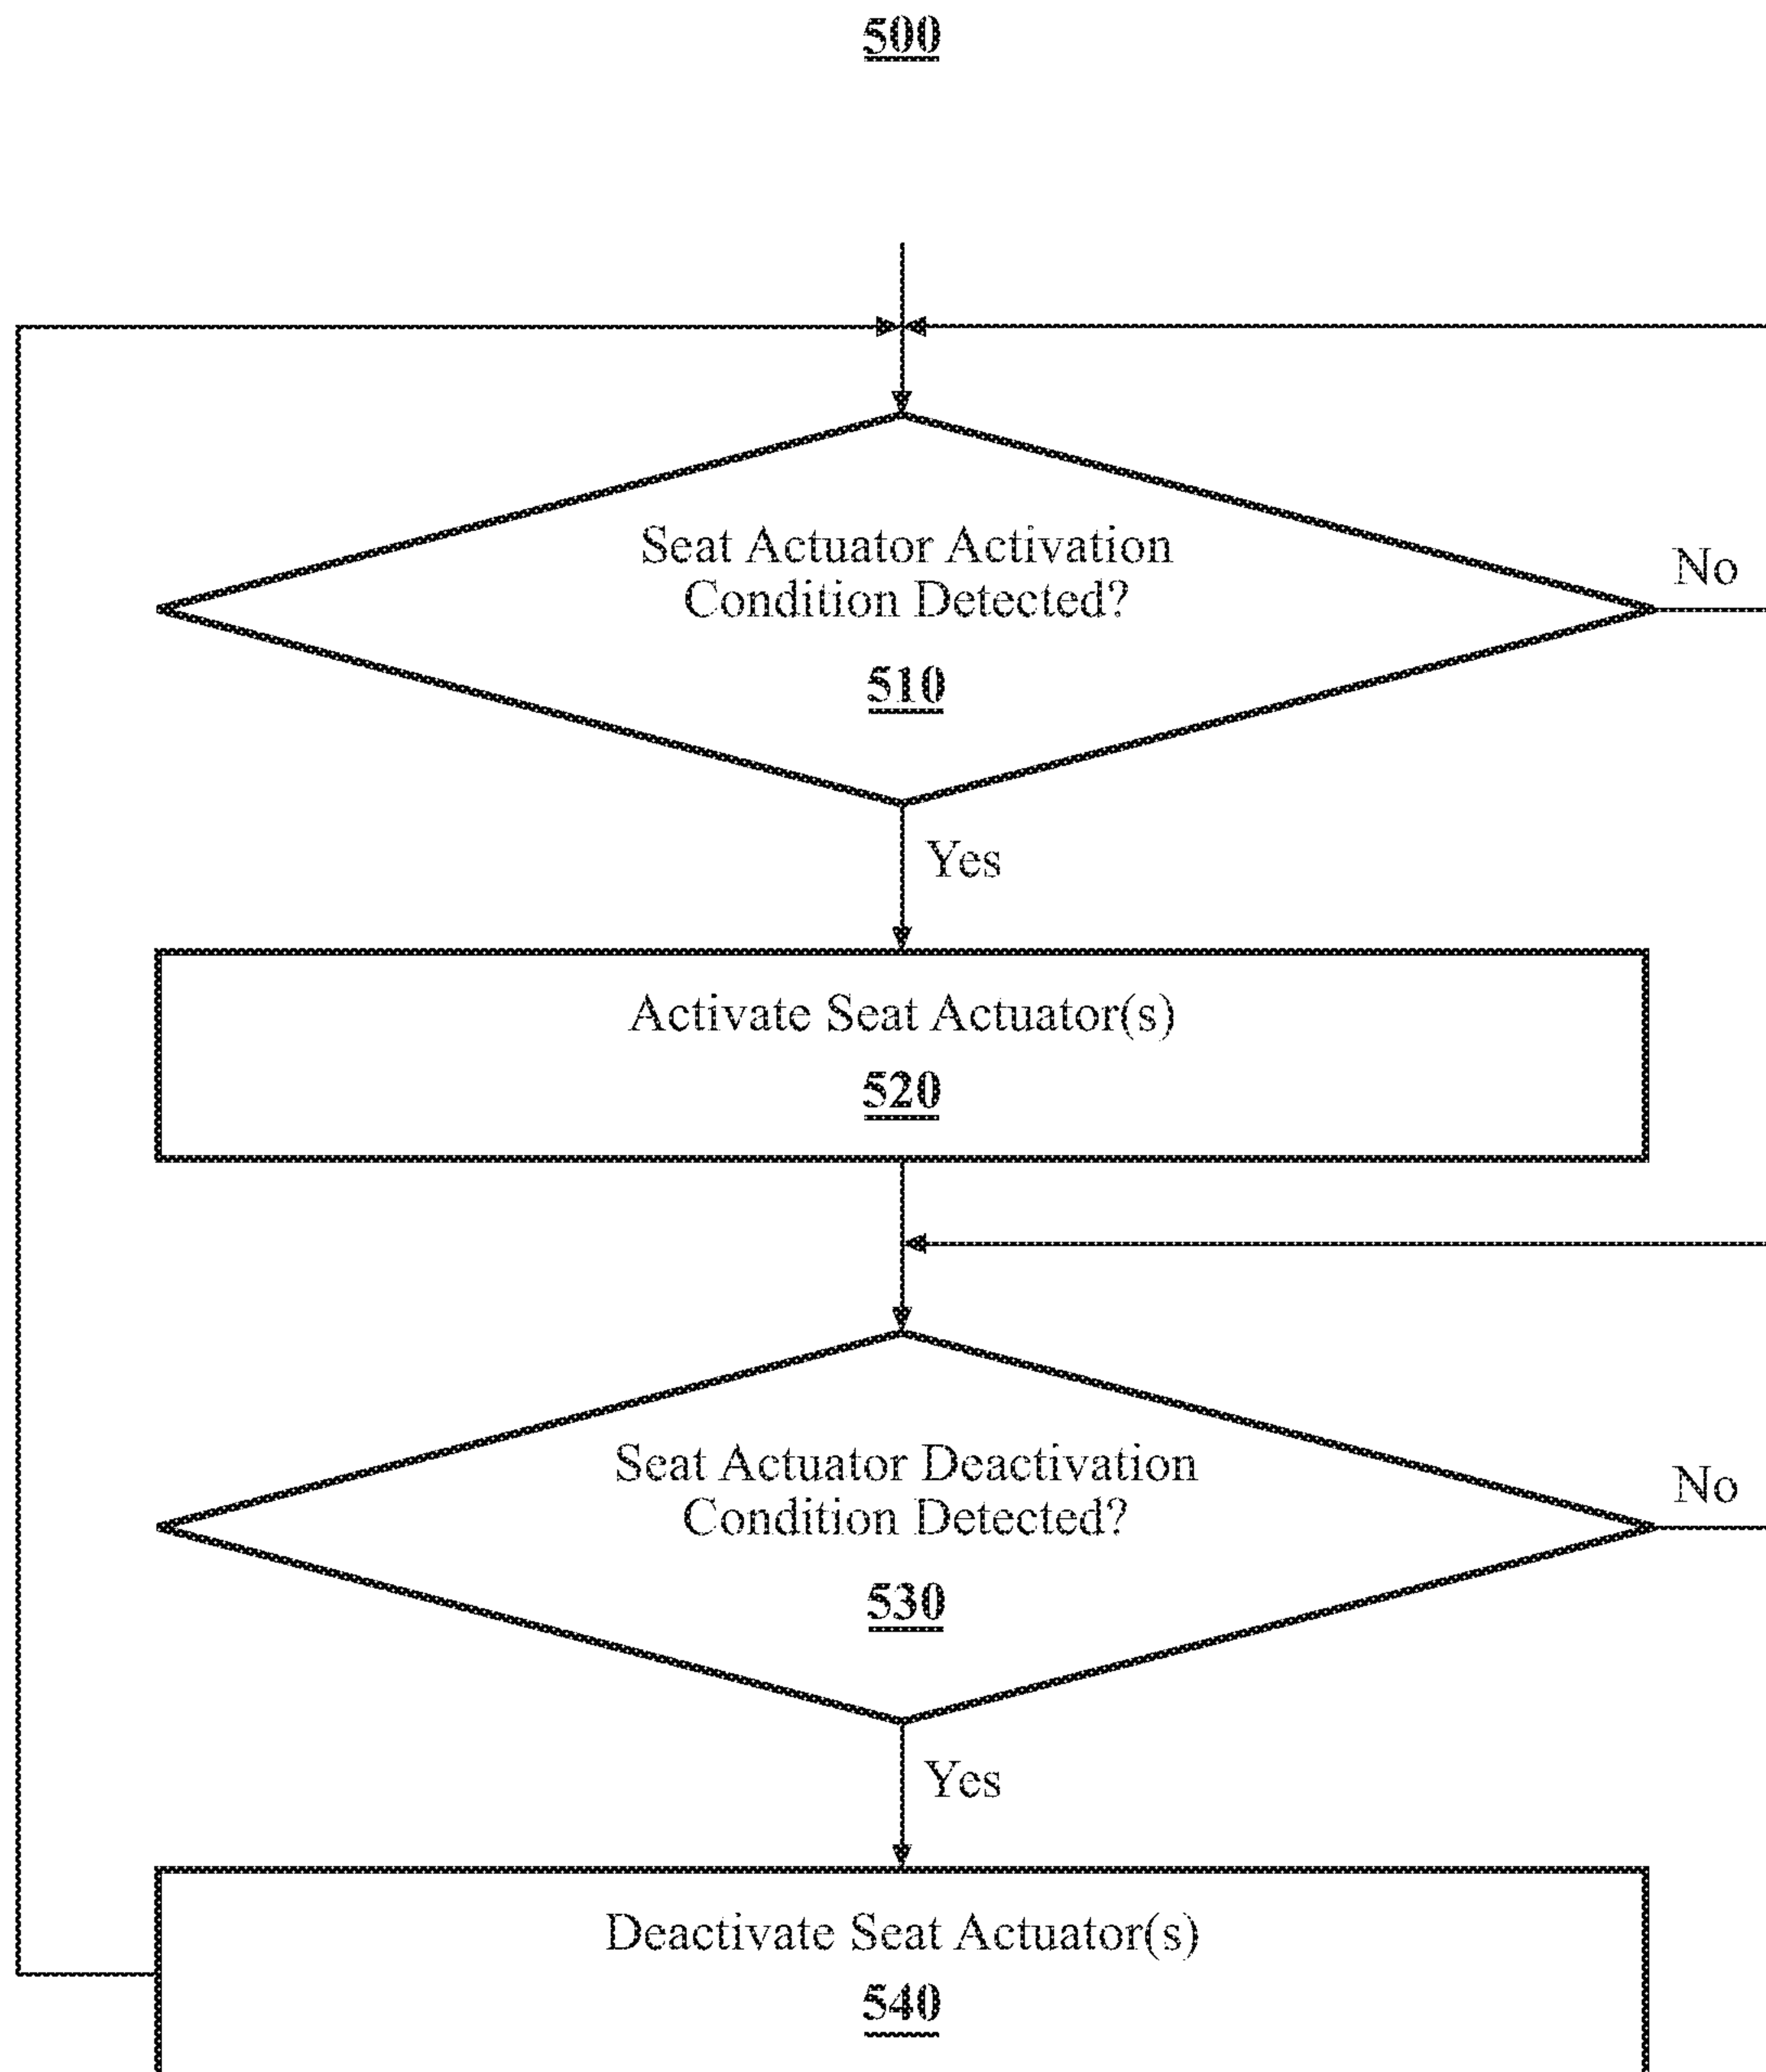 500
Seat Actuator Activation
Condition Detected?
No
510
Yes
Activate Seat Actuator(s)
520
Seat Actuator Deactivation
Condition Detected?
No
530
Yes
Deactivate Seat Actuator(s)
540